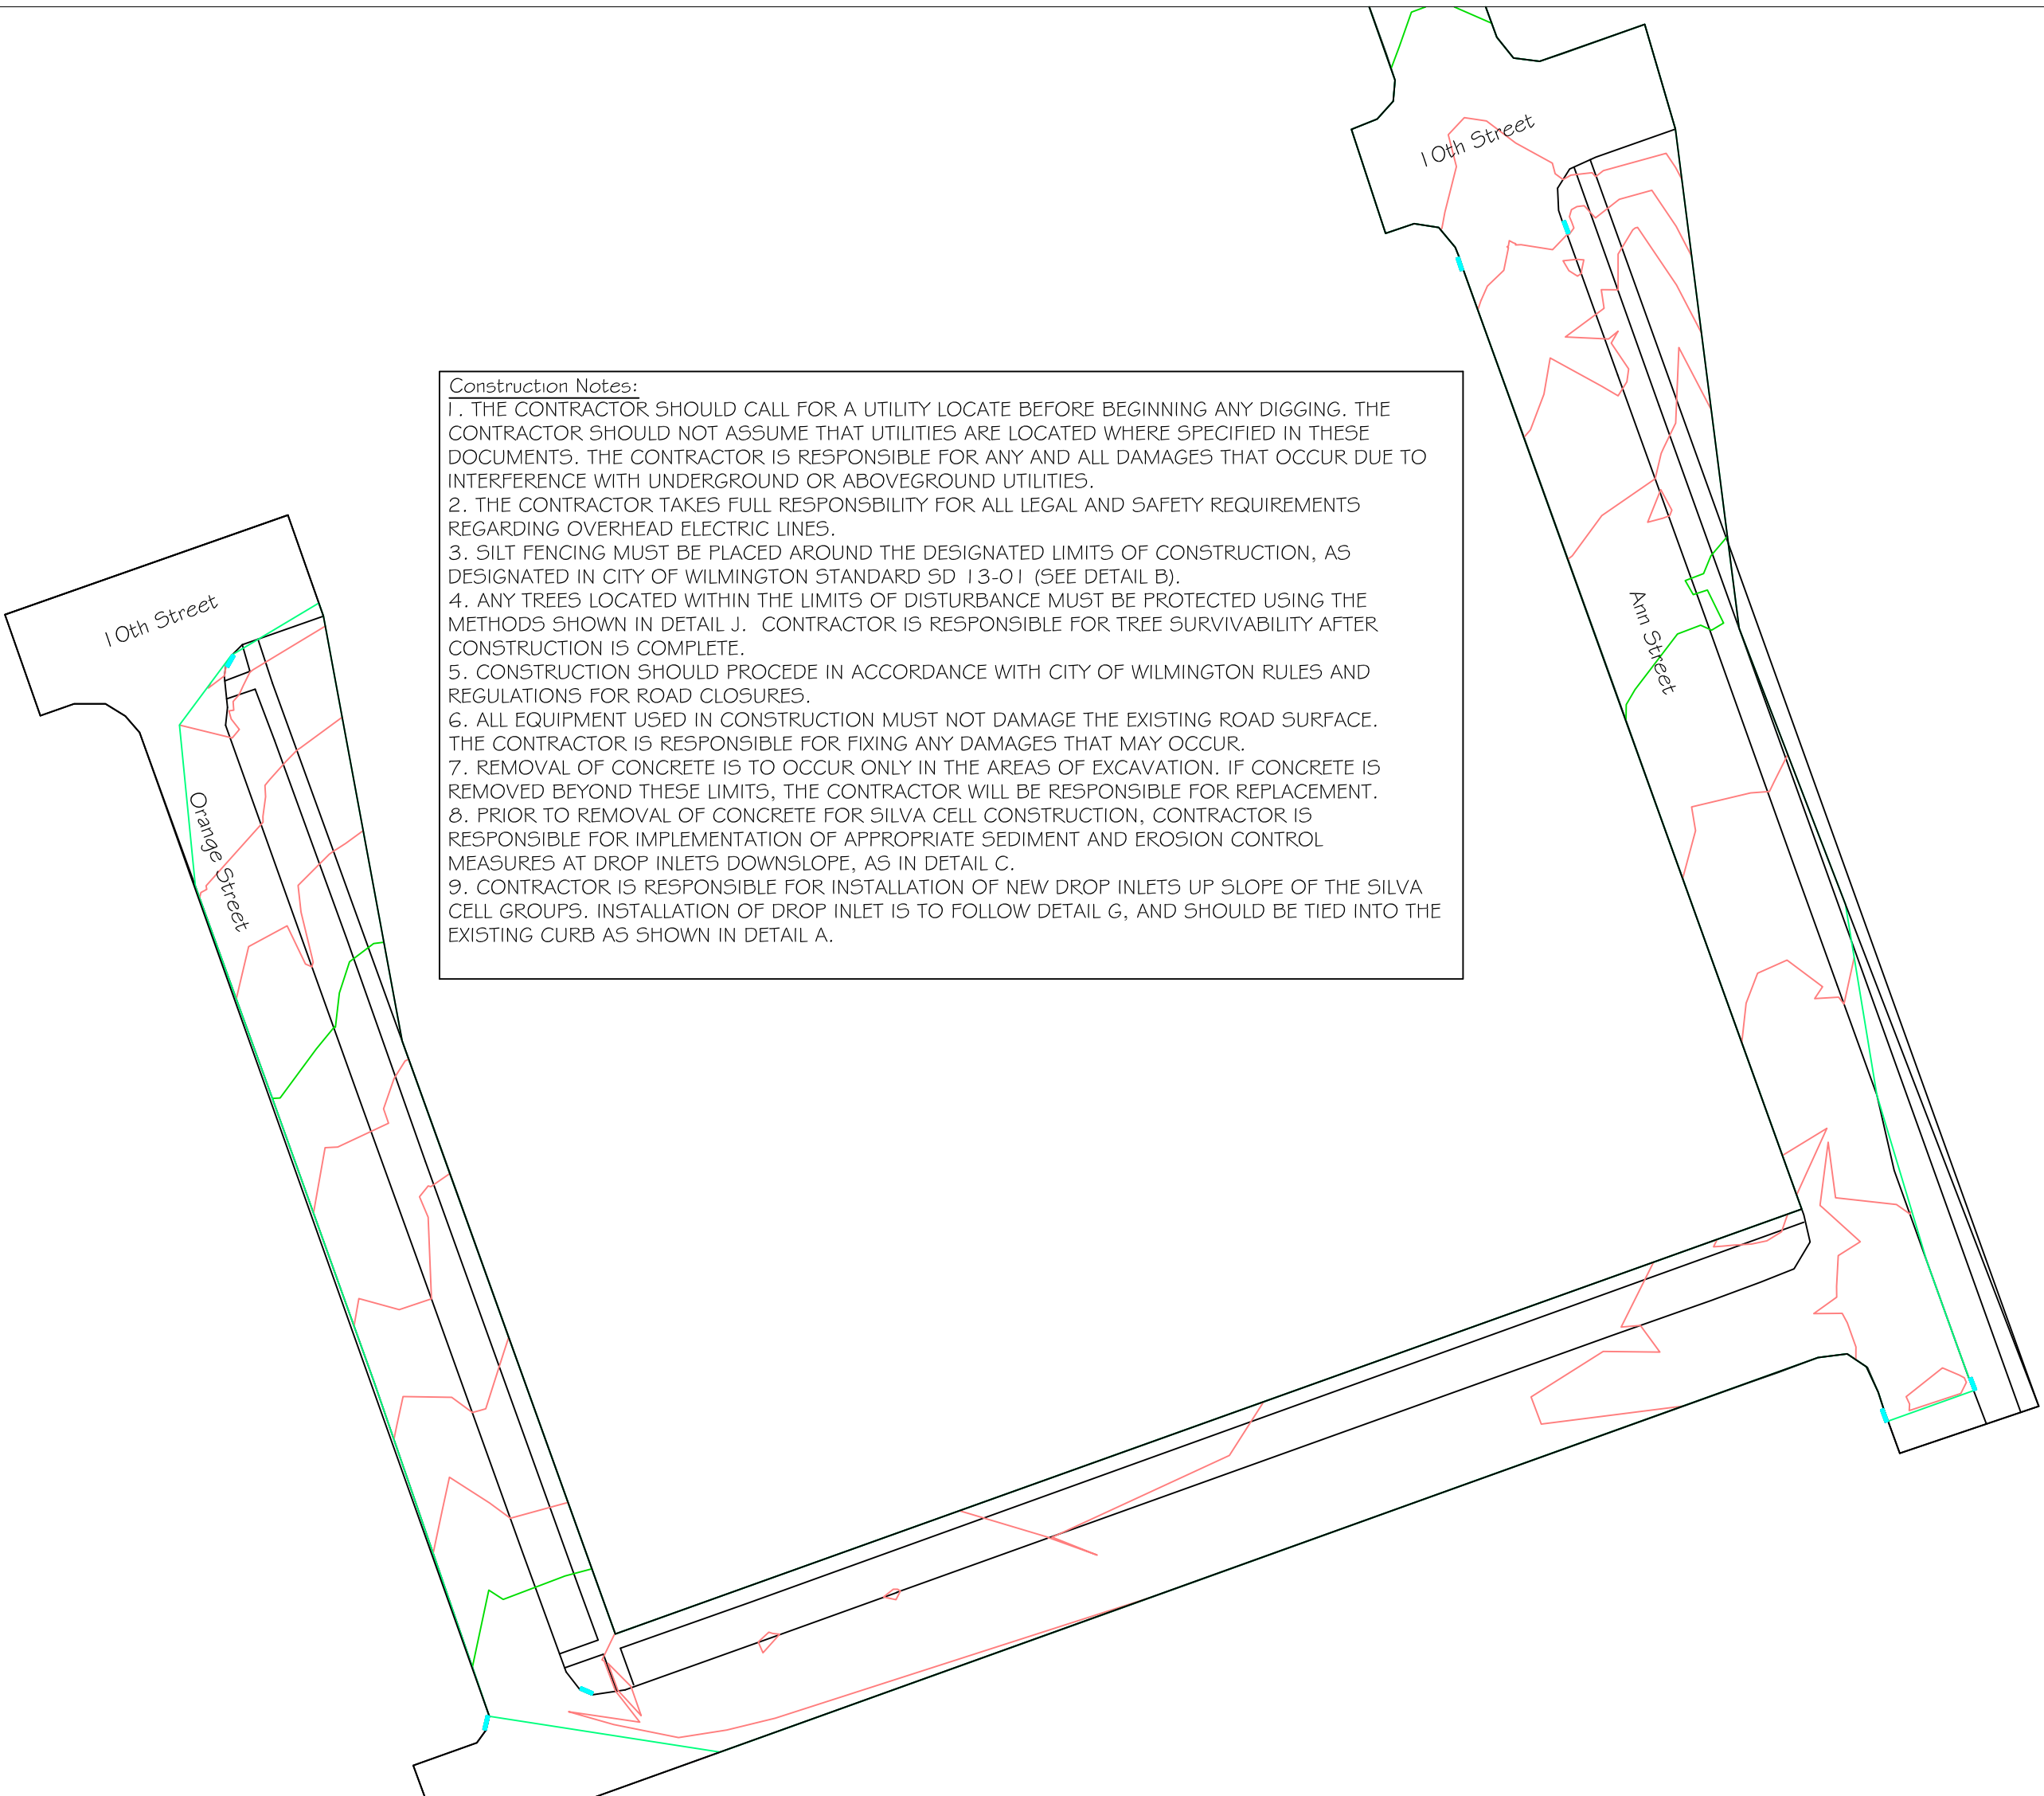 10th Street
Construction Notes:
1. THE CONTRACTOR SHOULD CALL FOR A UTILITY LOCATE BEFORE BEGINNING ANY DIGGING. THE
CONTRACTOR SHOULD NOT ASSUME THAT UTILITIES ARE LOCATED WHERE SPECIFIED IN THESE
DOCUMENTS. THE CONTRACTOR IS RESPONSIBLE FOR ANY AND ALL DAMAGES THAT OCCUR DUE TO
INTERFERENCE WITH UNDERGROUND OR ABOVEGROUND UTILITIES.
2. THE CONTRACTOR TAKES FULL RESPONSBILITY FOR ALL LEGAL AND SAFETY REQUIREMENTS
REGARDING OVERHEAD ELECTRIC LINES.
3. SILT FENCING MUST BE PLACED AROUND THE DESIGNATED LIMITS OF CONSTRUCTION, AS
DESIGNATED IN CITY OF WILMINGTON STANDARD SD 13-01 (SEE DETAIL B).
4. ANY TREES LOCATED WITHIN THE LIMITS OF DISTURBANCE MUST BE PROTECTED USING THE
METHODS SHOWN IN DETAIL J. CONTRACTOR IS RESPONSIBLE FOR TREE SURVIVABILITY AFTER
CONSTRUCTION IS COMPLETE.
5. CONSTRUCTION SHOULD PROCEDE IN ACCORDANCE WITH CITY OF WILMINGTON RULES AND
REGULATIONS FOR ROAD CLOSURES.
6. ALL EQUIPMENT USED IN CONSTRUCTION MUST NOT DAMAGE THE EXISTING ROAD SURFACE.
THE CONTRACTOR IS RESPONSIBLE FOR FIXING ANY DAMAGES THAT MAY OCCUR.
7. REMOVAL OF CONCRETE IS TO OCCUR ONLY IN THE AREAS OF EXCAVATION. IF CONCRETE IS
REMOVED BEYOND THESE LIMITS, THE CONTRACTOR WILL BE RESPONSIBLE FOR REPLACEMENT.
8. PRIOR TO REMOVAL OF CONCRETE FOR SILVA CELL CONSTRUCTION, CONTRACTOR IS
RESPONSIBLE FOR IMPLEMENTATION OF APPROPRIATE SEDIMENT AND EROSION CONTROL
MEASURES AT DROP INLETS DOWNSLOPE, AS IN DETAIL C.
9. CONTRACTOR IS RESPONSIBLE FOR INSTALLATION OF NEW DROP INLETS UP SLOPE OF THE SILVA
CELL GROUPS. INSTALLATION OF DROP INLET IS TO FOLLOW DETAIL G, AND SHOULD BE TIED INTO THE
EXISTING CURB AS SHOWN IN DETAIL A.
10th Street
Ann Street
Orange Street